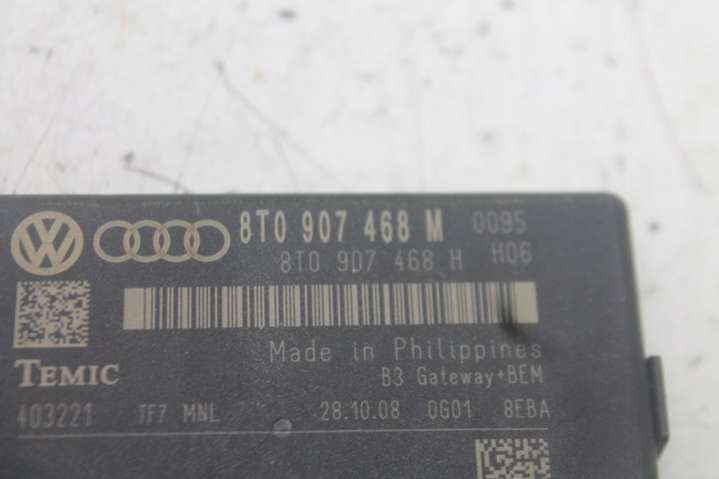 8T0 907 468 M 0095
8T0 907 468 H H06
Made in Philippines
TEMIC
B3 Gateway+BEM
403221 TF7 MNL 28.10.08 0G01 8EBA